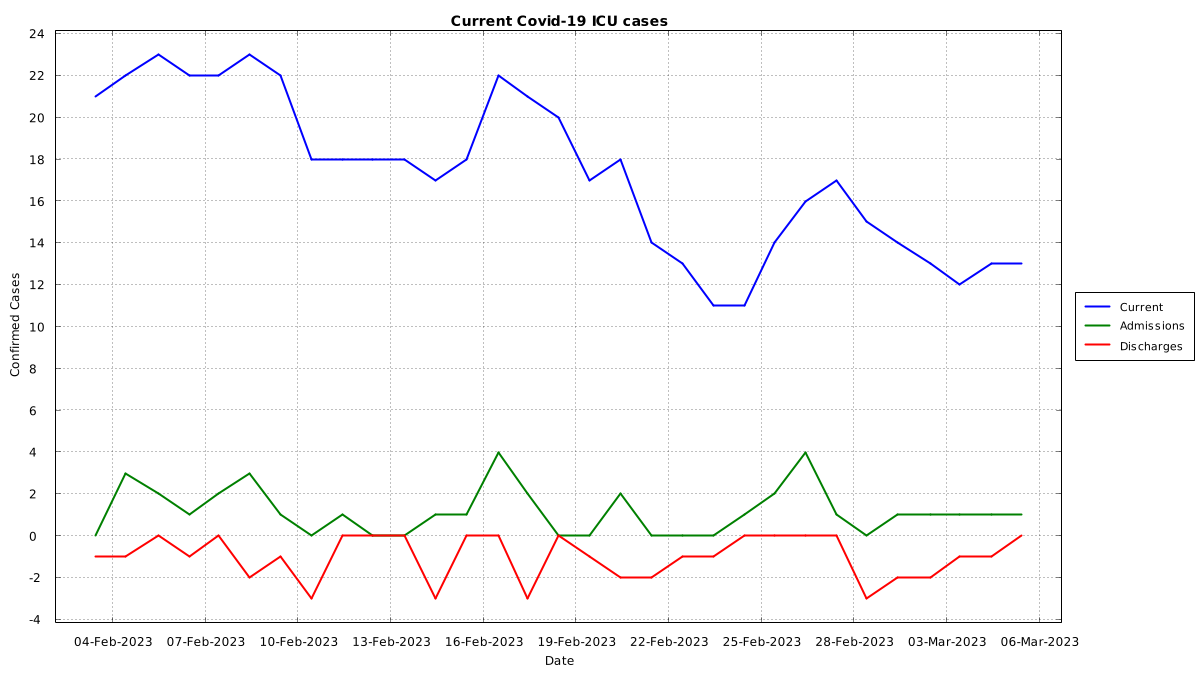 Current Covid-19 ICU cases
24
22
20
18
16
14
12
10
8
6
4
2
0
-2
-4
Confirmed Cases
04-Feb-2023 07-Feb-2023 10-Feb-2023 13-Feb-2023 16-Feb-2023 19-Feb-2023 22-Feb-2023 25-Feb-2023 28-Feb-2023 03-Mar-2023 06-Mar-2023
Date
Current
Admissions
Discharges